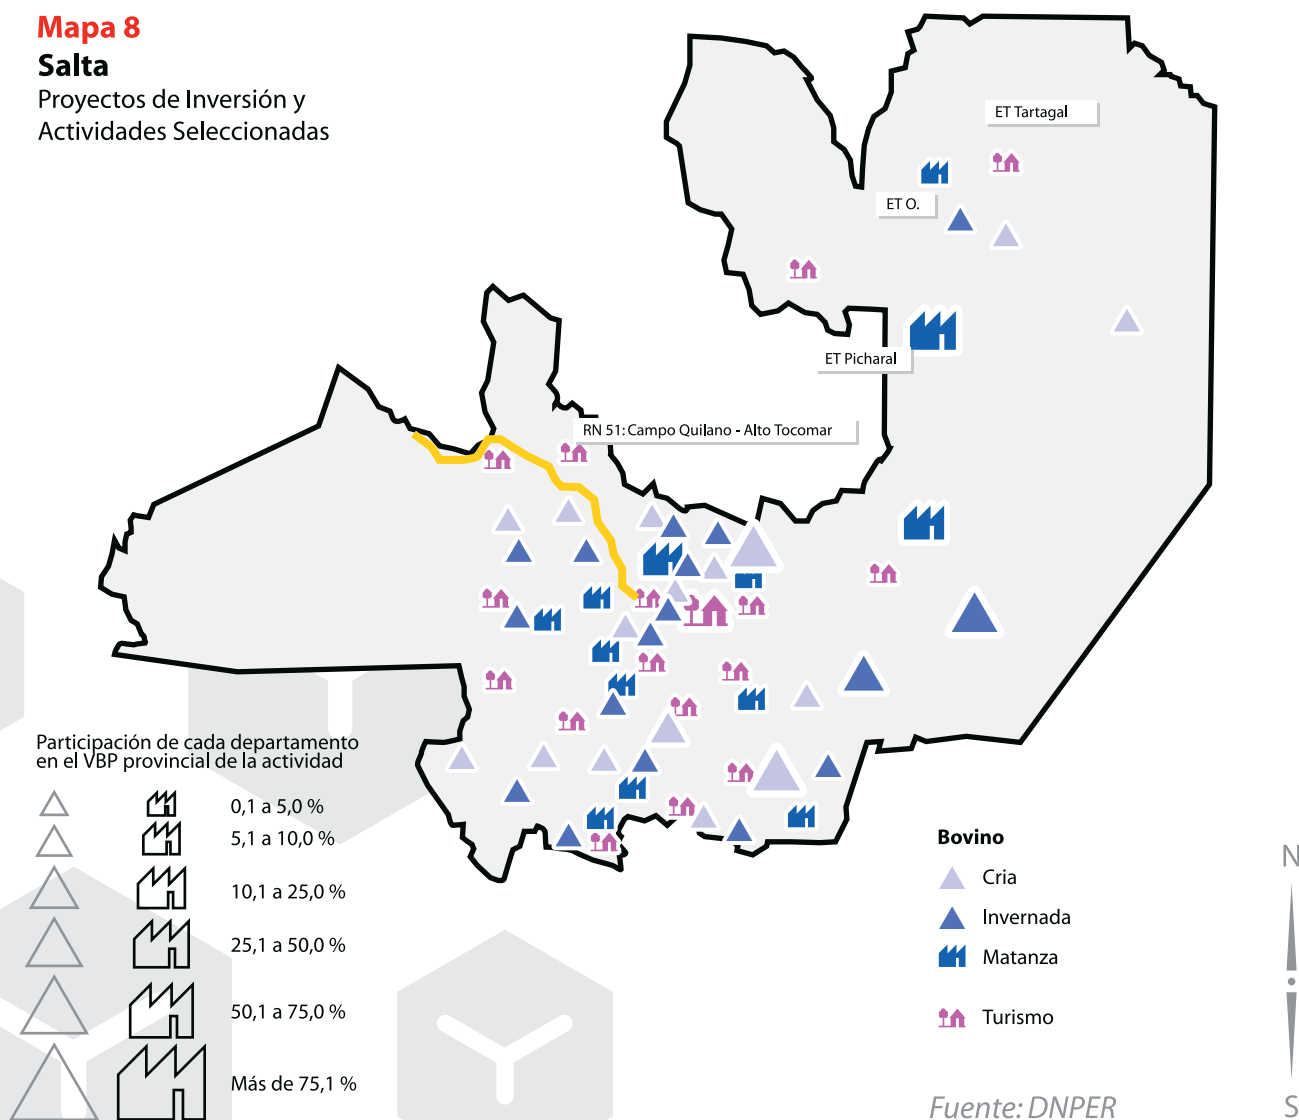 Mapa 8
Salta
Proyectos de Inversión y
Actividades Seleccionadas
ET Tartagal
ET O.
ET Picharal
RN 51: Campo Quilano - Alto Tocomar
Participación de cada departamento
en el VBP provincial de la actividad
0,1 a 5,0 %
5,1 a 10,0 %
10,1 a 25,0 %
25,1 a 50,0 %
50,1 a 75,0 %
Más de 75,1 %
Bovino
Cria
Invernada
Matanza
Turismo
N
S
Fuente: DNPER